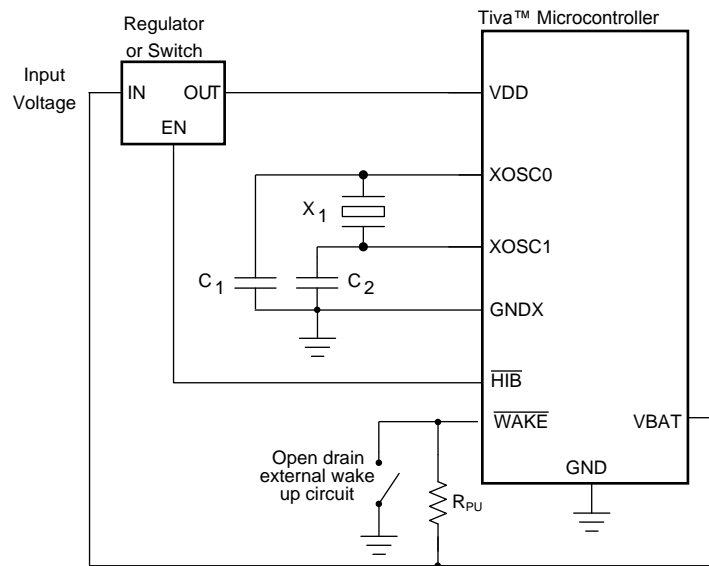 Tiva™ Microcontroller
Regulator
or Switch
Input
Voltage
IN
OUT
EN
VDD
XOSC0
X1
XOSC1
C1
C2
GNDX
HIB
WAKE
VBAT
Open drain
external wake
up circuit
RPU
GND